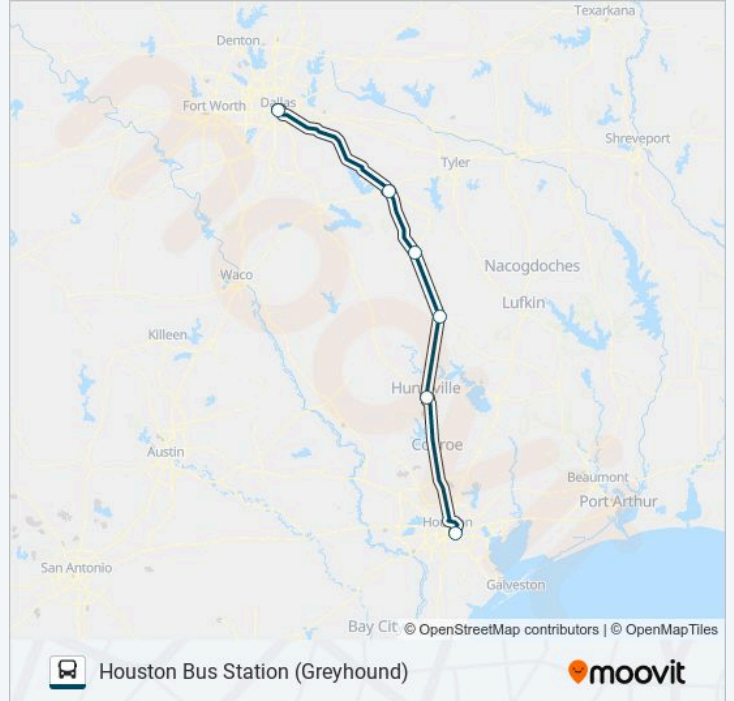 Texarkana
Denton
Fort Worth
Dallas
Shreveport
Tyler
Nacogdoches
Waco
Lufkin
Killeen
Huntsville
Conroe
Austin
Beaumont
Port Arthur
Houston
San Antonio
Galveston
Bay Cit
© OpenStreetMap contributors | © OpenMapTiles
Houston Bus Station (Greyhound)
moovit
moovit